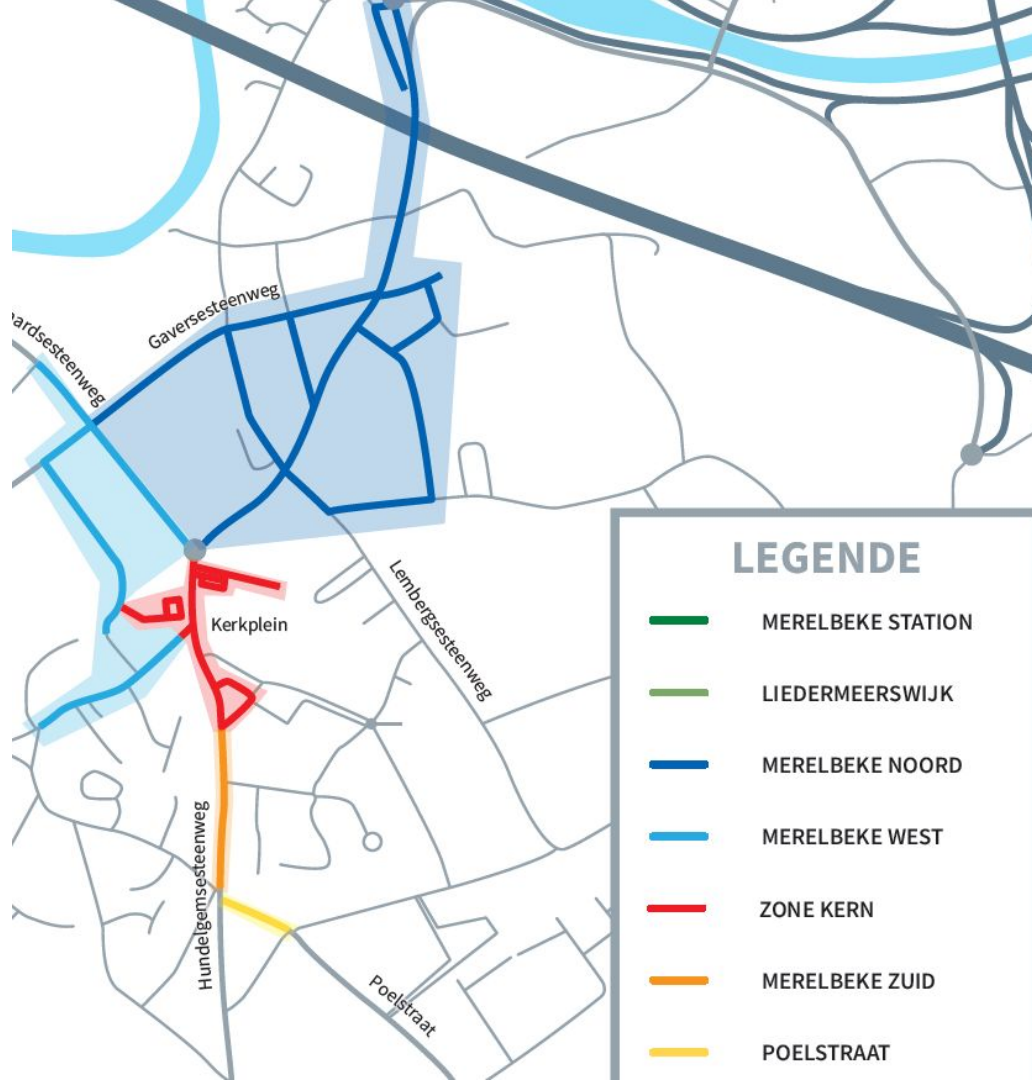 Gaversesteenweg
ardsesteenweg
Kerkplein
Lembergsesteenweg
Hundelgemsesteenweg
Poelstraat
LEGENDE
MERELBEKE STATION
LIEDERMEERSWIJK
MERELBEKE NOORD
MERELBEKE WEST
ZONE KERN
MERELBEKE ZUID
POELSTRAAT